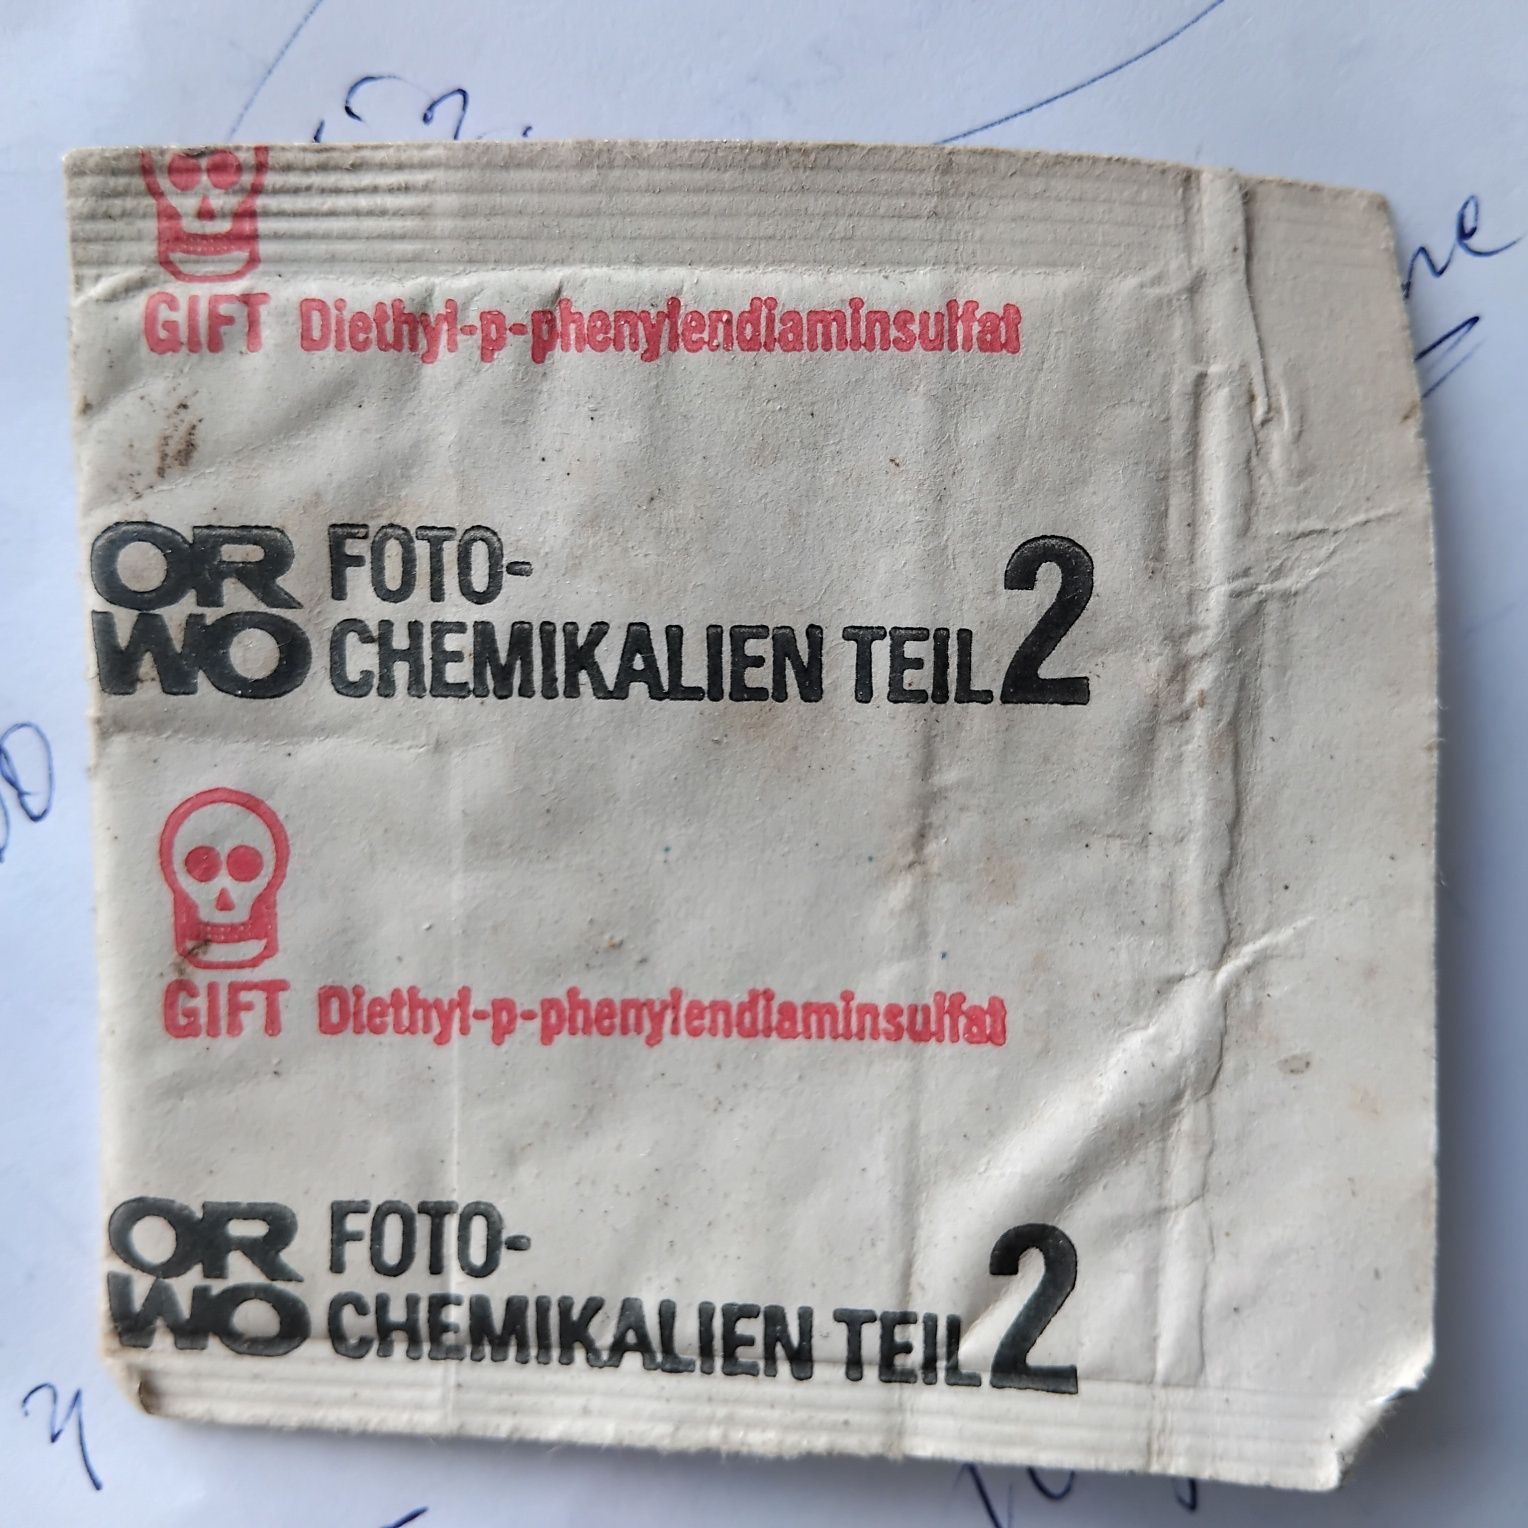 GIFT Diethyl-p-phenylendiaminsulfat
OR FOTO-
WO CHEMIKALIEN TEIL 2
GIFT Diethyl-p-phenylendiaminsulfat
OR FOTO-
WO CHEMIKALIEN TEIL 2